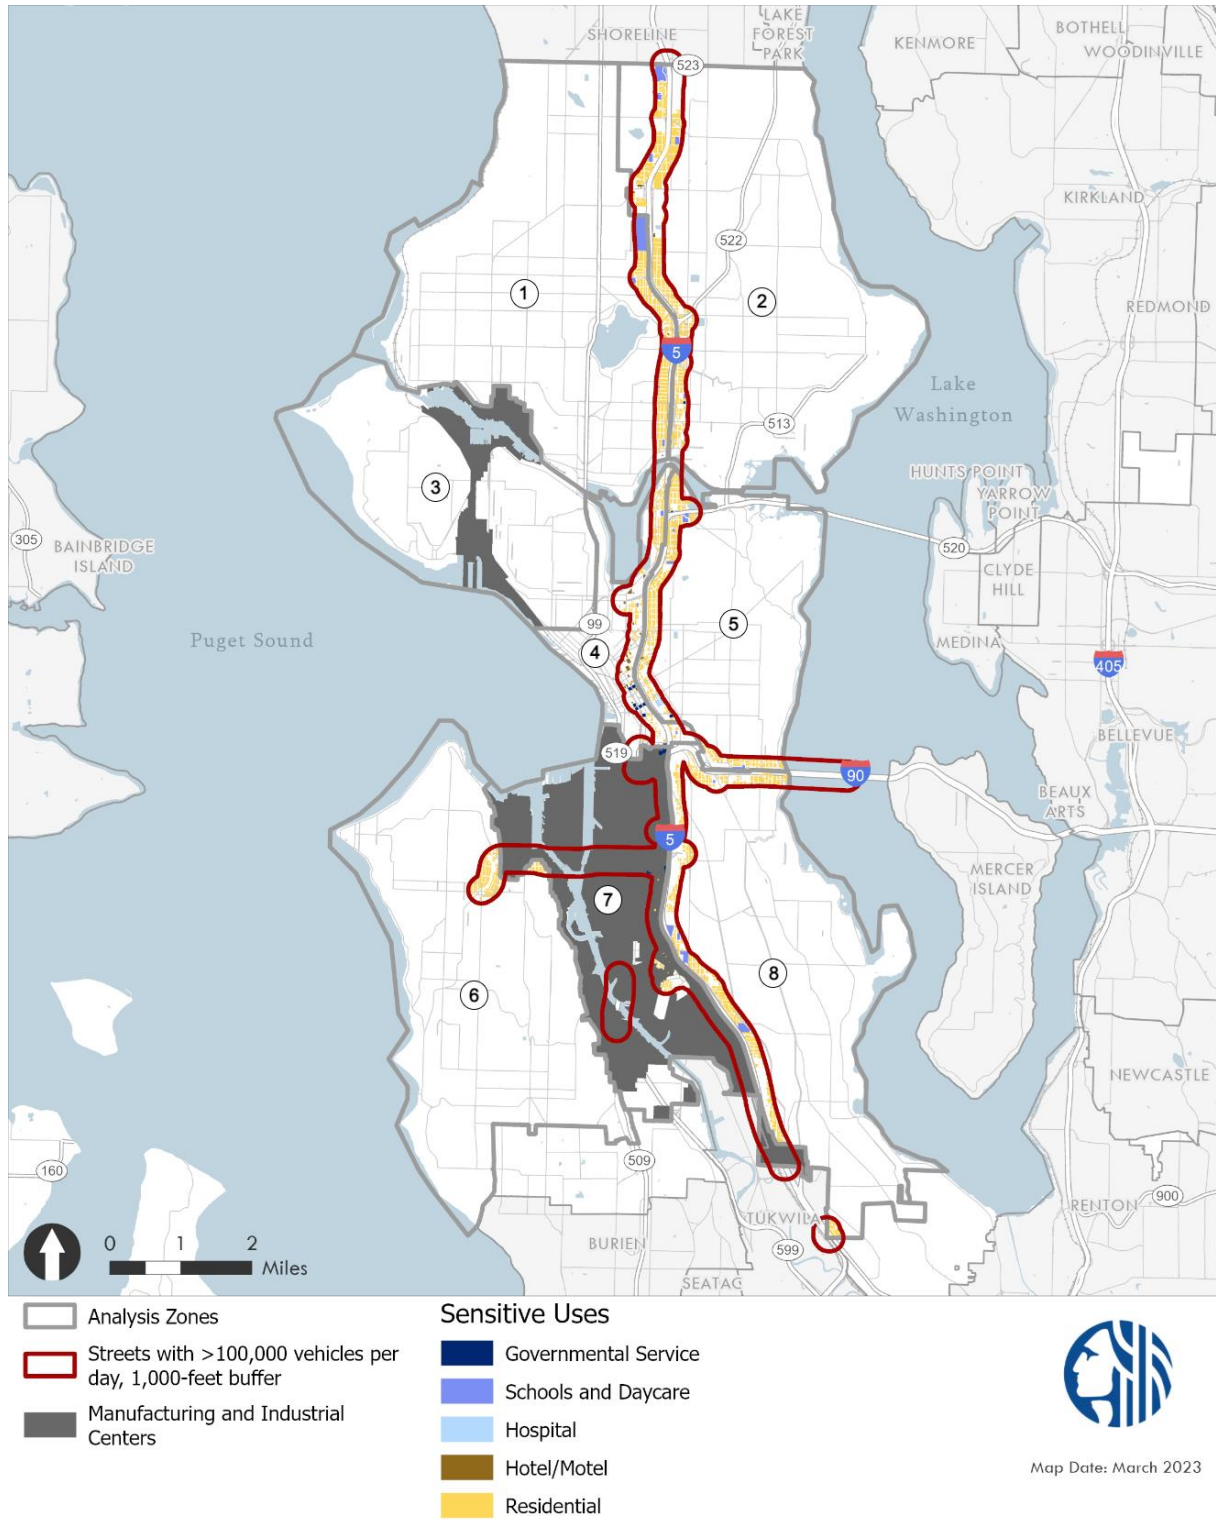 SHORELINE
LAKE
FOREST
PARK
BOTHELL
KENMORE
WOODINVILLE
523
KIRKLAND
522
1
2
REDMOND
5
Lake
Washington
513
HUNTS POINT
3
YARROW
POINT
305
BAINBRIDGE
ISLAND
520
CLYDE
HILL
99
5
Puget Sound
4
MEDINA
405
BELLEVUE
519
90
BEAUX
ARTS
5
MERCER
ISLAND
7
8
6
NEWCASTLE
509
160
RENTON
900
TUKWILA
BURIEN
599
SEATAC
0 1 2
Miles
Analysis Zones
Streets with >100,000 vehicles per
day, 1,000-feet buffer
Manufacturing and Industrial
Centers
Sensitive Uses
Governmental Service
Schools and Daycare
Hospital
Hotel/Motel
Residential
Map Date: March 2023